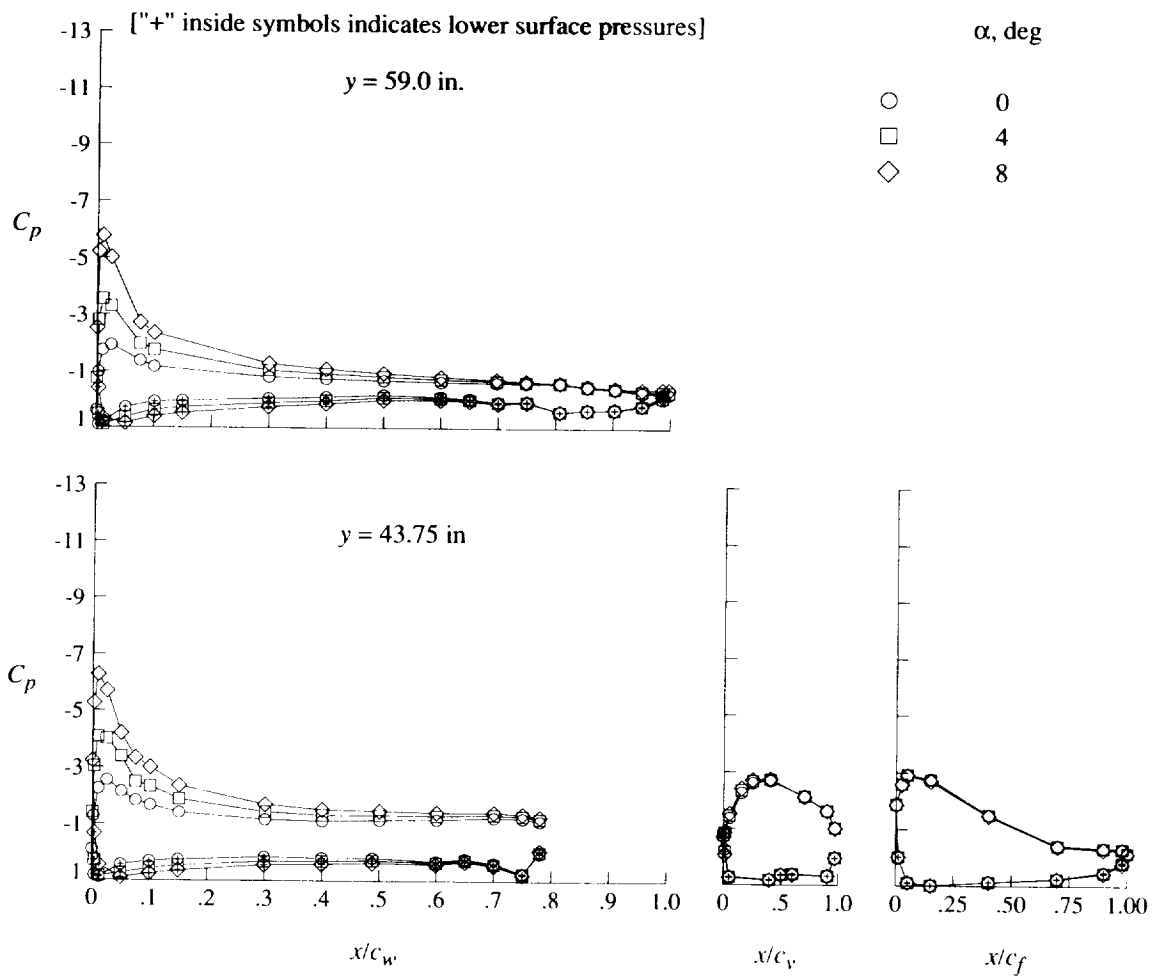 ["+" inside symbols indicates lower surface pressures]
α, deg
y = 59.0 in.
0
4
8
-13
-11
-9
-7
-5
-3
-1
1
C_p
y = 43.75 in
-13
-11
-9
-7
-5
-3
-1
1
C_p
0 .1 .2 .3 .4 .5 .6 .7 .8 .9 1.0
x/c_w
0 .5 1.0
x/c_v
0 .25 .50 .75 1.00
x/c_f